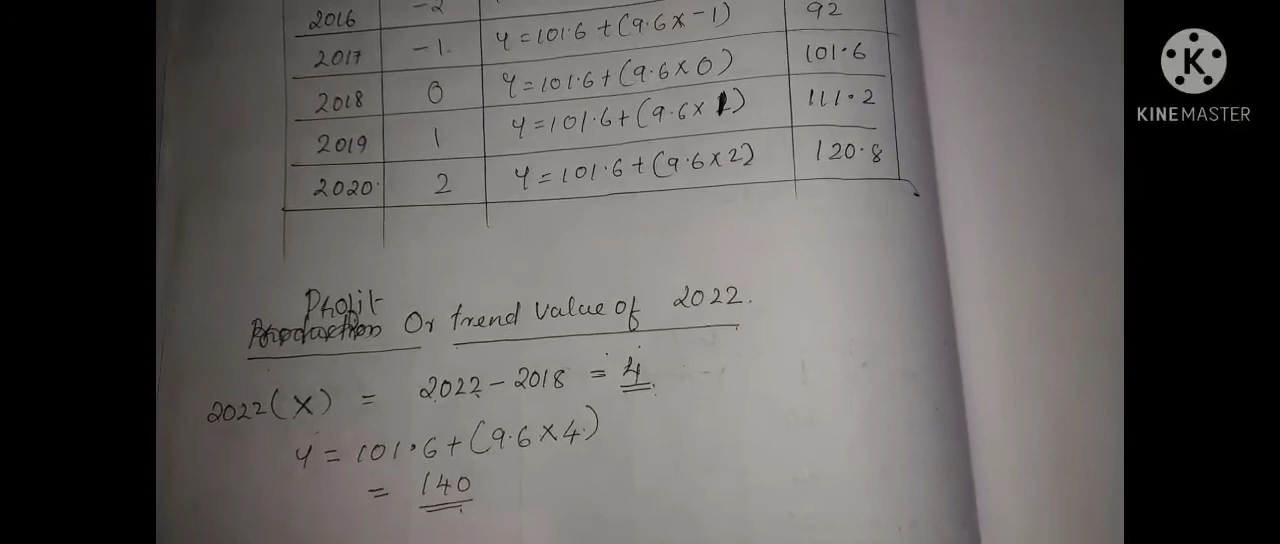 2016 -2
2017 -1 Y = 101.6 + (9.6 x -1) 92
2018 0 Y = 101.6 + (9.6 x 0) 101.6
2019 1 Y = 101.6 + (9.6 x 1) 111.2
2020 2 Y = 101.6 + (9.6 x 2) 120.8
Profit
Or trend value of 2022.
2022 (X) = 2022 - 2018 = 4
Y = 101.6 + (9.6 x 4)
= 140
K
KINEMASTER